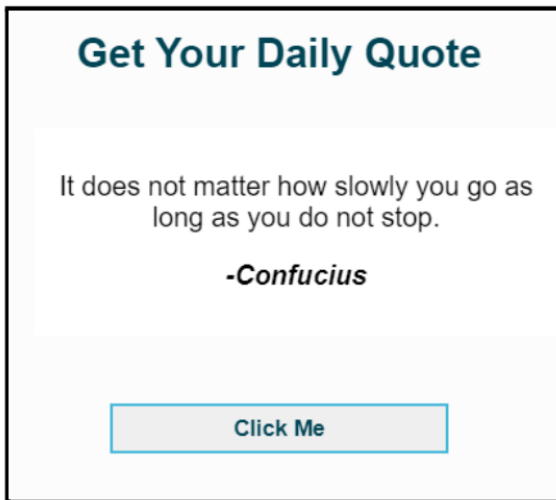 Get Your Daily Quote
It does not matter how slowly you go as
long as you do not stop.
-Confucius
Click Me